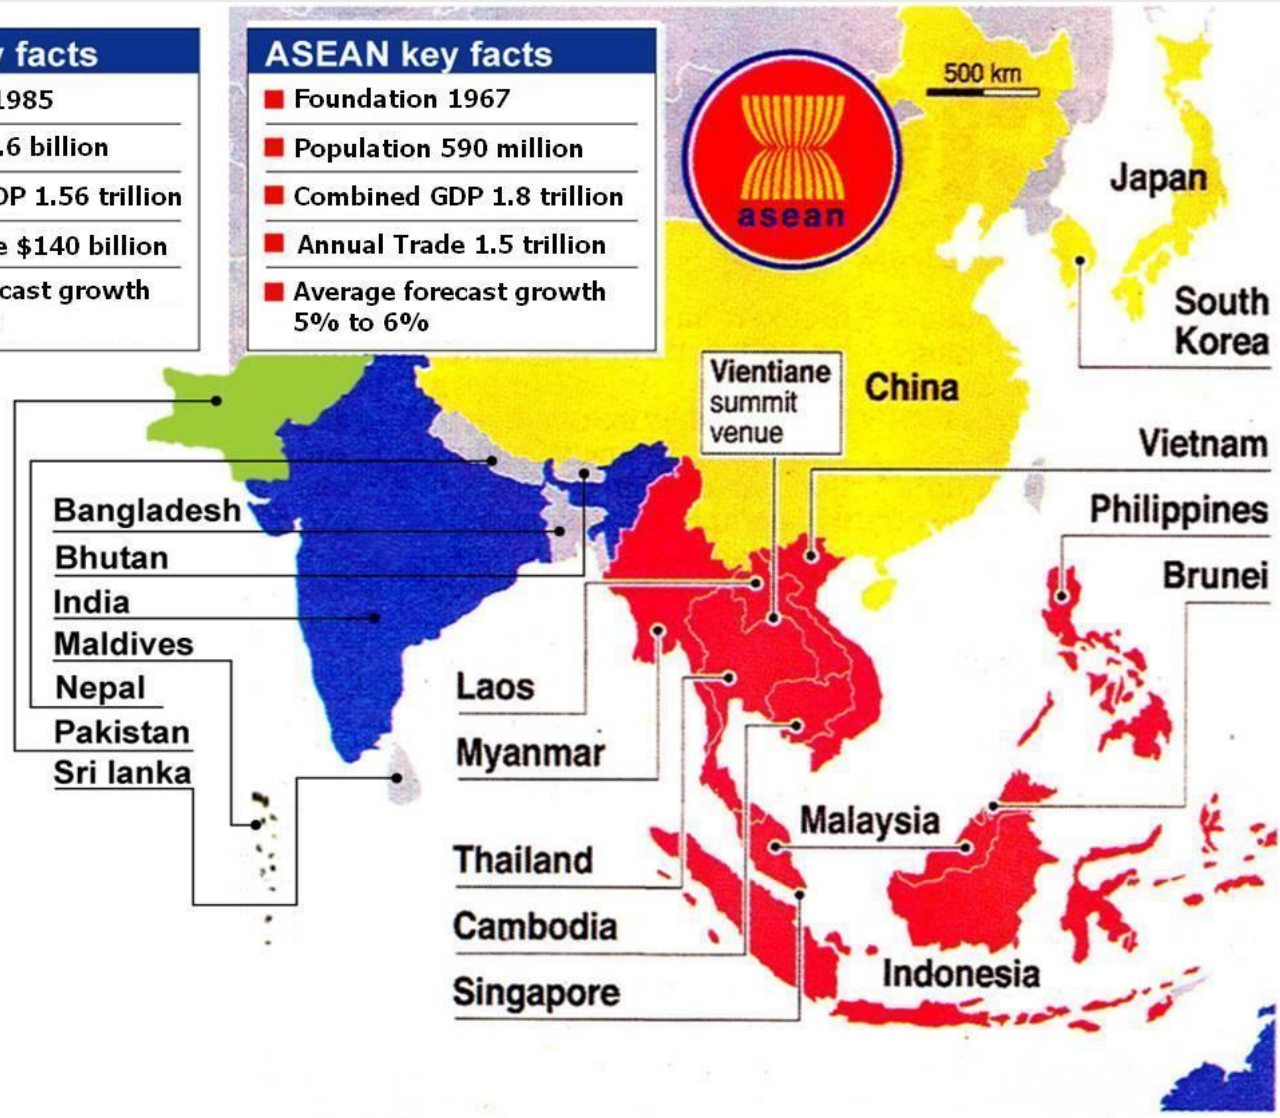 y facts
1985
.6 billion
DP 1.56 trillion
e $140 billion
cast growth
ASEAN key facts
Foundation 1967
Population 590 million
Combined GDP 1.8 trillion
Annual Trade 1.5 trillion
Average forecast growth
5% to 6%
asean
500 km
Japan
South
Korea
Vientiane
summit
venue
China
Vietnam
Philippines
Brunei
Bangladesh
Bhutan
India
Maldives
Nepal
Pakistan
Sri lanka
Laos
Myanmar
Malaysia
Thailand
Cambodia
Indonesia
Singapore